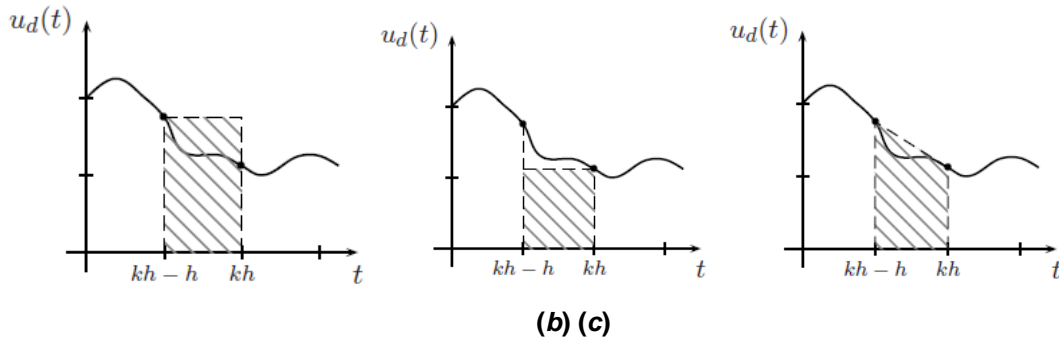 u_d(t)
kh − h
kh
t
u_d(t)
kh − h
kh
t
u_d(t)
kh − h
kh
t
(b) (c)